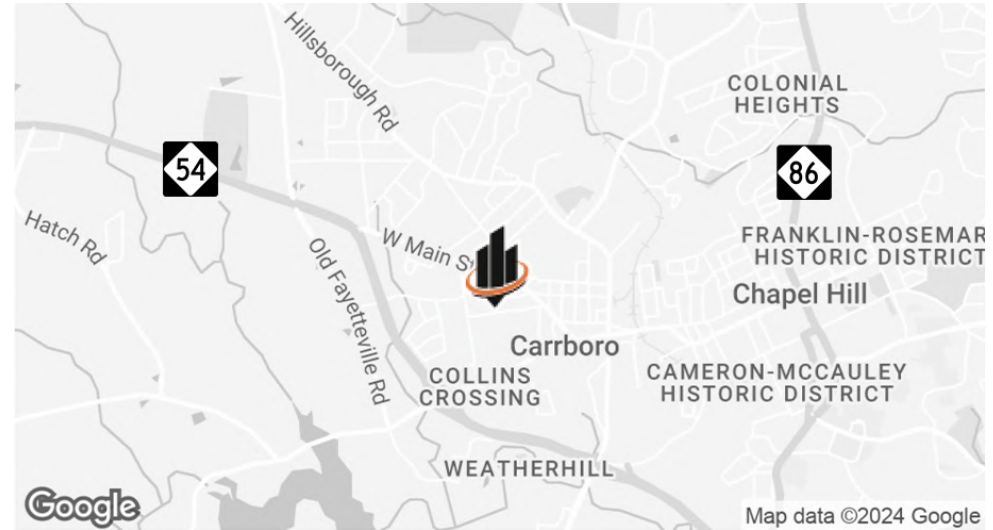 Hillsborough Rd
COLONIAL
HEIGHTS
54
86
Hatch Rd
W Main St
FRANKLIN-ROSEMAR
HISTORIC DISTRICT
Old Fayetteville Rd
Chapel Hill
Carrboro
COLLINS
CROSSING
CAMERON-MCCAULEY
HISTORIC DISTRICT
WEATHERHILL
Google
Map data ©2024 Google